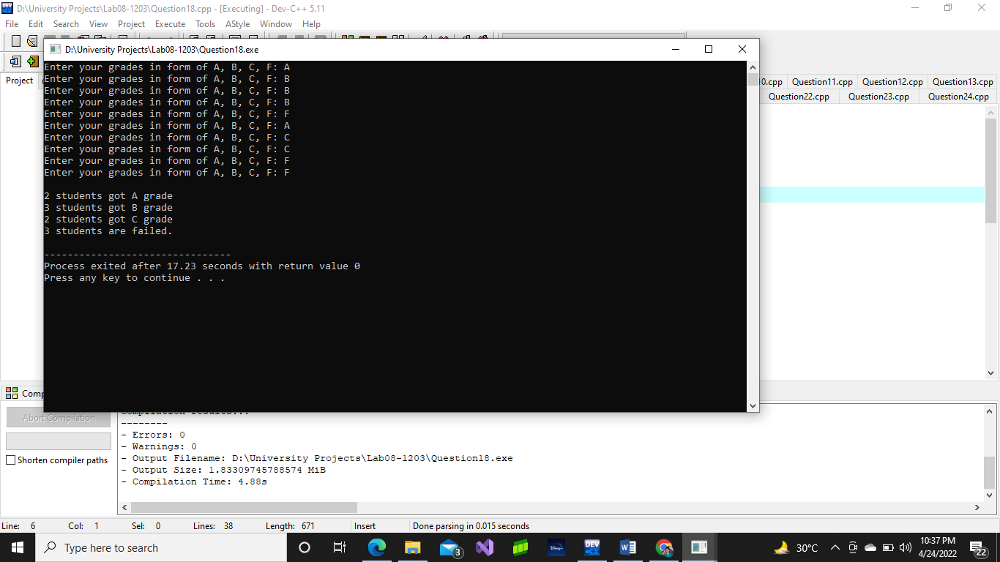 D:\University Projects\Lab08-1203\Question18.cpp - [Executing] - Dev-C++ 5.11
File Edit Search View Project Execute Tools AStyle Window Help
D:\University Projects\Lab08-1203\Question18.exe
Project
10.cpp Question11.cpp Question12.cpp Question13.cpp
Question22.cpp Question23.cpp Question24.cpp
Enter your grades in form of A, B, C, F: A
Enter your grades in form of A, B, C, F: B
Enter your grades in form of A, B, C, F: B
Enter your grades in form of A, B, C, F: B
Enter your grades in form of A, B, C, F: F
Enter your grades in form of A, B, C, F: A
Enter your grades in form of A, B, C, F: C
Enter your grades in form of A, B, C, F: C
Enter your grades in form of A, B, C, F: F
Enter your grades in form of A, B, C, F: F
2 students got A grade
3 students got B grade
2 students got C grade
3 students are failed.
--------------------------------
Process exited after 17.23 seconds with return value 0
Press any key to continue . . .
Comp
Abort Compilation
Shorten compiler paths
Compilation results...
--------
- Errors: 0
- Warnings: 0
- Output Filename: D:\University Projects\Lab08-1203\Question18.exe
- Output Size: 1.83309745788574 MiB
- Compilation Time: 4.88s
Line: 6 Col: 1 Sel: 0 Lines: 38 Length: 671 Insert Done parsing in 0.015 seconds
Type here to search
3
DEV
Disney+
30°C
10:37 PM
4/24/2022
22